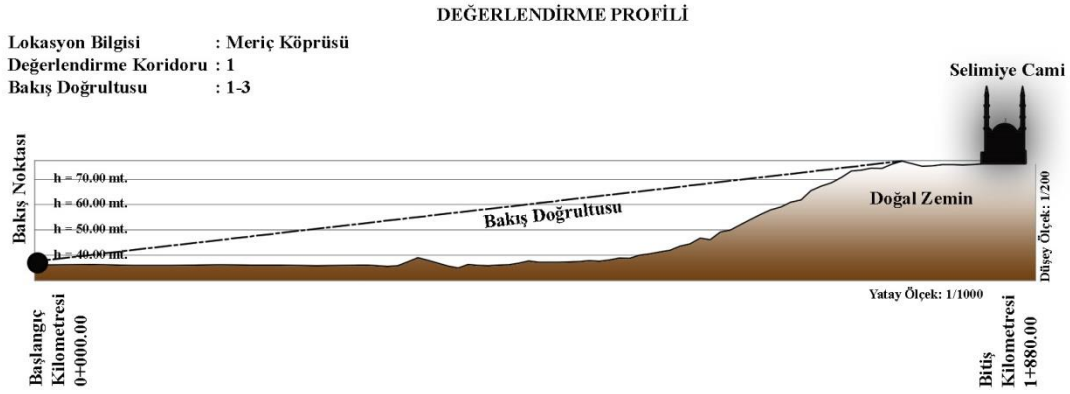 DEĞERLENDİRME PROFİLİ
Lokasyon Bilgisi : Meriç Köprüsü
Değerlendirme Koridoru : 1
Bakış Doğrultusu : 1-3
Selimiye Cami
Bakış Noktası
h = 70.00 mt.
h = 60.00 mt.
h = 50.00 mt.
h = 40.00 mt.
Bakış Doğrultusu
Doğal Zemin
Düşey Ölçek: 1/200
Yatay Ölçek: 1/1000
Başlangıç
Kilometresi
0+000.00
Bitiş
Kilometresi
1+880.00